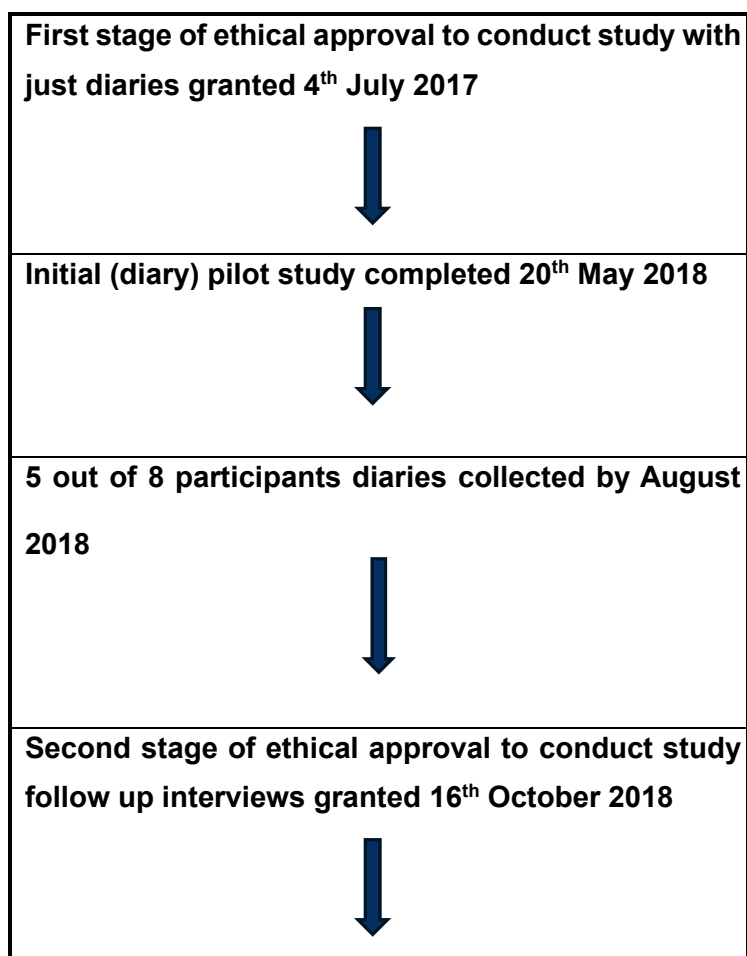 First stage of ethical approval to conduct study with
just diaries granted 4th July 2017
Initial (diary) pilot study completed 20th May 2018
5 out of 8 participants diaries collected by August
2018
Second stage of ethical approval to conduct study
follow up interviews granted 16th October 2018